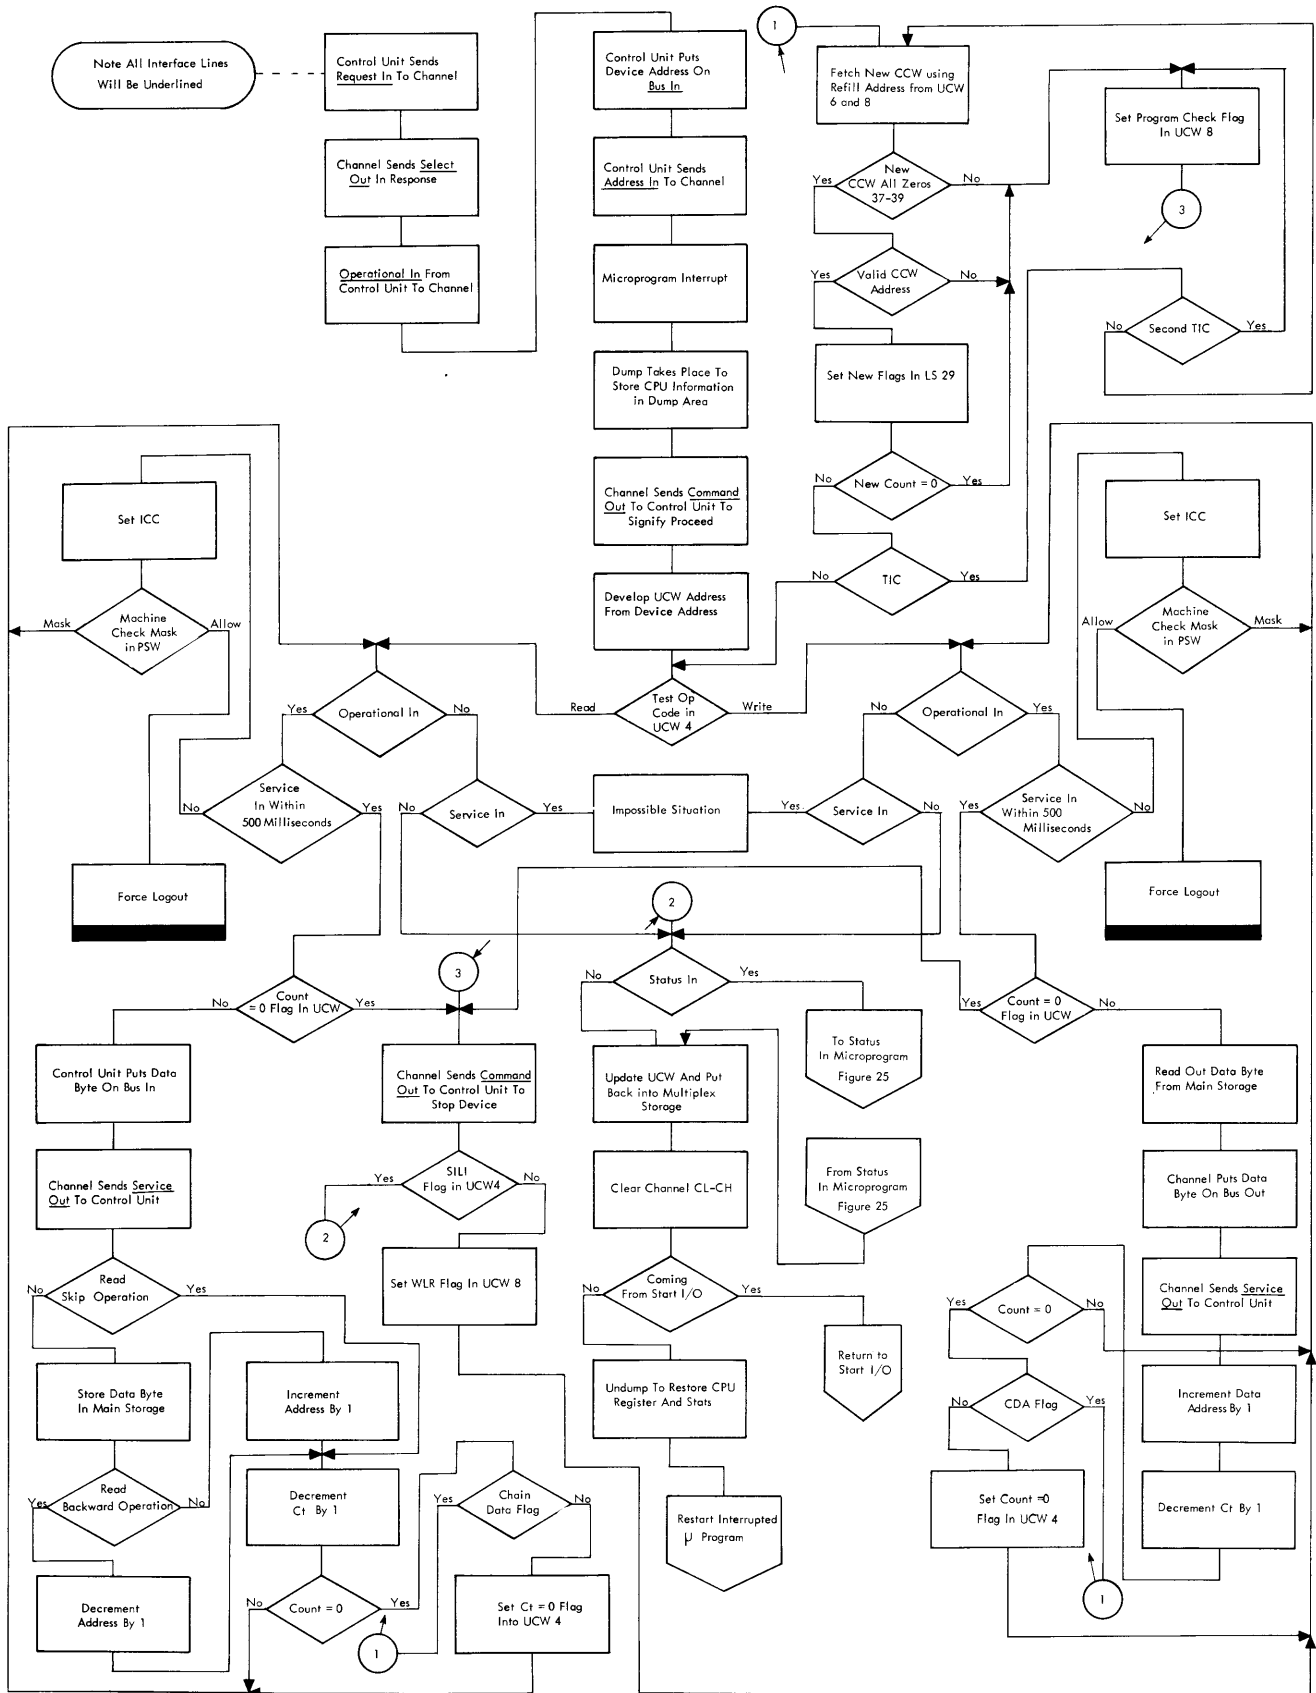 Note All Interface Lines
Will Be Underlined
Control Unit Sends
Request In To Channel
Channel Sends Select
Out In Response
Operational In From
Control Unit To Channel
Control Unit Puts
Device Address On
Bus In
Control Unit Sends
Address In To Channel
Microprogram Interrupt
Dump Takes Place To
Store CPU Information
in Dump Area
Channel Sends Command
Out To Control Unit To
Signify Proceed
Develop UCW Address
From Device Address
Test Op
Code in
UCW 4
Read
Write
1
Fetch New CCW using
Refill Address from UCW
6 and 8
New
CCW All Zeros
37-39
Yes
No
Valid CCW
Address
Yes
No
Set New Flags In LS 29
New Count = 0
No
Yes
TIC
No
Yes
Set Program Check Flag
In UCW 8
3
Second TIC
No
Yes
Set ICC
Machine
Check Mask
in PSW
Mask
Allow
Force Logout
Operational In
Yes
No
Service
In Within
500 Milliseconds
No
Yes
Service In
No
Yes
Impossible Situation
Operational In
No
Yes
Service In
Yes
No
Service In
Within 500
Milliseconds
Yes
No
Set ICC
Machine
Check Mask
in PSW
Allow
Mask
Force Logout
Count
= 0 Flag In UCW
No
Yes
Control Unit Puts Data
Byte On Bus In
Channel Sends Service
Out To Control Unit
Read
Skip Operation
No
Yes
Store Data Byte
In Main Storage
Read
Backward Operation
Yes
No
Decrement
Address By 1
Increment
Address By 1
Decrement
Ct By 1
Count = 0
No
Yes
3
Channel Sends Command
Out To Control Unit To
Stop Device
SILI
Flag in UCW4
Yes
No
2
Set WLR Flag In UCW 8
Chain
Data Flag
Yes
No
1
Set Ct = 0 Flag
Into UCW 4
2
Status In
No
Yes
To Status
In Microprogram
Figure 25
Update UCW And Put
Back into Multiplex
Storage
Clear Channel CL-CH
From Status
In Microprogram
Figure 25
Coming
From Start I/O
No
Yes
Return to
Start I/O
Undump To Restore CPU
Register And Stats
Restart Interrupted
μ Program
Count = 0
Flag in UCW
Yes
No
Read Out Data Byte
From Main Storage
Channel Puts Data
Byte On Bus Out
Channel Sends Service
Out To Control Unit
Increment Data
Address By 1
Decrement Ct By 1
Count = 0
Yes
No
CDA Flag
No
Yes
Set Count =0
Flag In UCW 4
1